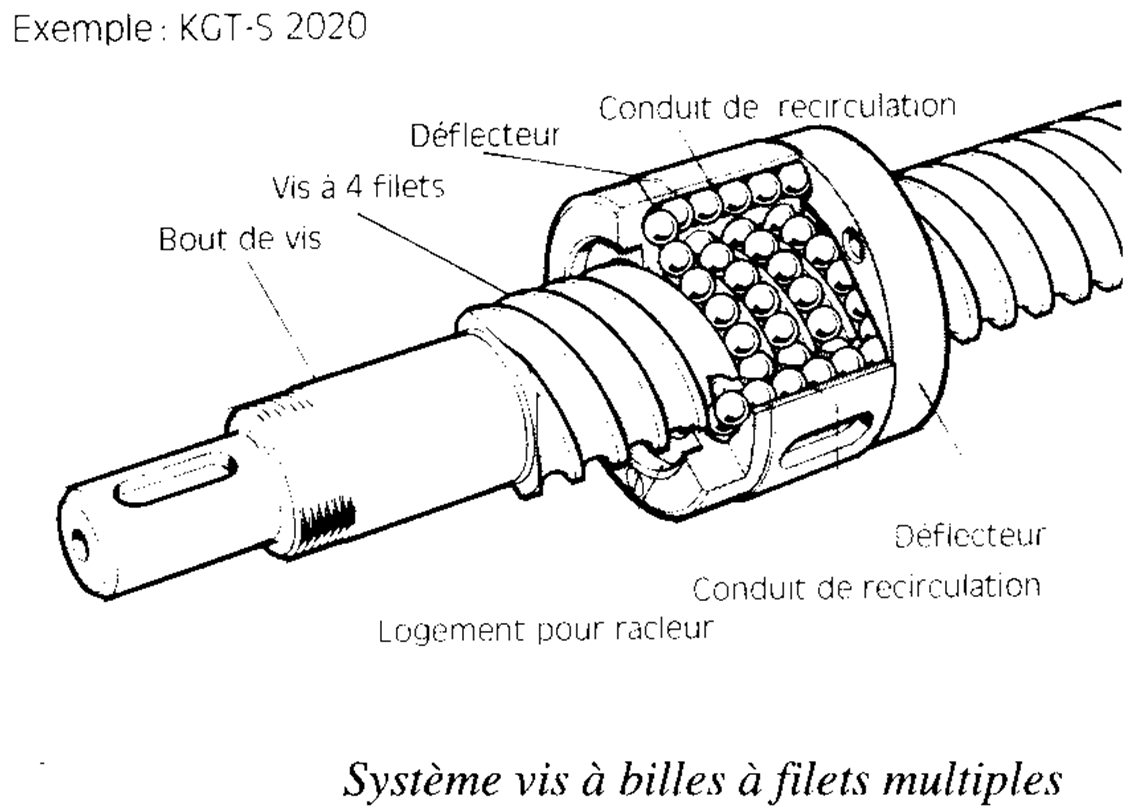 Exemple : KGT-S 2020
Conduit de recirculation
Déflecteur
Vis à 4 filets
Bout de vis
Déflecteur
Conduit de recirculation
Logement pour racleur
Système vis à billes à filets multiples